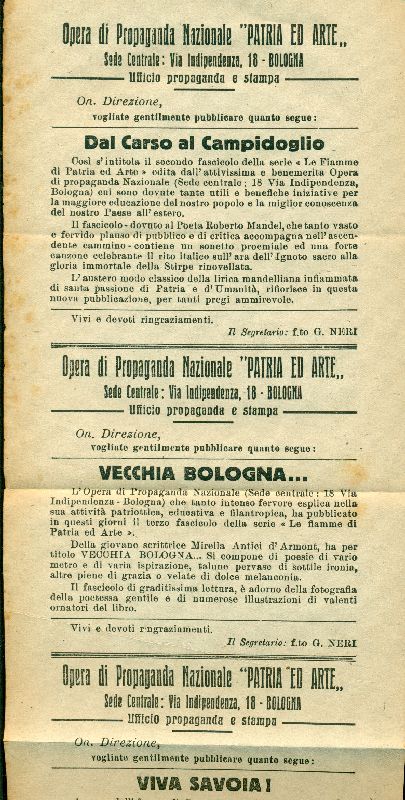 Opera di Propaganda Nazionale "PATRIA ED ARTE„
Sede Centrale: Via Indipendenza, 18 - BOLOGNA
Ufficio propaganda e stampa
On. Direzione,
vogliate gentilmente pubblicare quanto segue:
Dal Carso al Campidoglio
Così s'intitola il secondo fascicolo della serie « Le Fiamme
di Patria ed Arte » edita dall'attivissima e benemerita Opera
di propaganda Nazionale (Sede centrale: 18 Via Indipendenza,
Bologna) cui sono dovute tante utili e benefiche iniziative per
la maggiore educazione del nostro popolo e la miglior conoscenza
del nostro Paese all'estero.
Il fascicolo - dovuto al Poeta Roberto Mandel, che tanto vasto
e fervido plauso di pubblico e di critica accompagna nell'ascen-
dente cammino - contiene un sonetto proemiale ed una forte
canzone celebrante il rito italico sull'ara dell'Ignoto sacro alla
gloria immortale della Stirpe rinovellata.
L'austero modo classico della lirica mandelliana infiammata
di santa passione di Patria e d'Umanità, rifiorisce in questa
nuova pubblicazione, per tanti pregi ammirevole.
Vivi e devoti ringraziamenti.
Il Segretario: f.to G. NERI
Opera di Propaganda Nazionale "PATRIA ED ARTE„
Sede Centrale: Via Indipendenza, 18 - BOLOGNA
Ufficio propaganda e stampa
On. Direzione,
vogliate gentilmente pubblicare quanto segue:
VECCHIA BOLOGNA...
L'Opera di Propaganda Nazionale (Sede centrale: 18 Via
Indipendenza - Bologna) che tanto intenso fervore esplica nella
sua attività patriottica, educativa e filantropica, ha pubblicato
in questi giorni il terzo fascicolo della serie « Le fiamme di
Patria ed Arte ».
Della giovane scrittrice Mirella Antici d'Armont, ha per
titolo VECCHIA BOLOGNA... Si compone di poesie di vario
metro e di varia ispirazione, talune pervase di sottile ironia,
altre piene di grazia o velate di dolce melanconia.
Il fascicolo di graditissima lettura, è adorno della fotografia
della poetessa gentile e di numerose illustrazioni di valenti
ornatori del libro.
Vivi e devoti r'ngraziamenti.
Il Segretario: f.to G. NERI
Opera di Propaganda Nazionale "PATRIA ED ARTE„
Sede Centrale: Via Indipendenza, 18 - BOLOGNA
Ufficio propaganda e stampa
On. Direzione,
vogliate gentilmente pubblicare quanto segue:
VIVA SAVOIA!